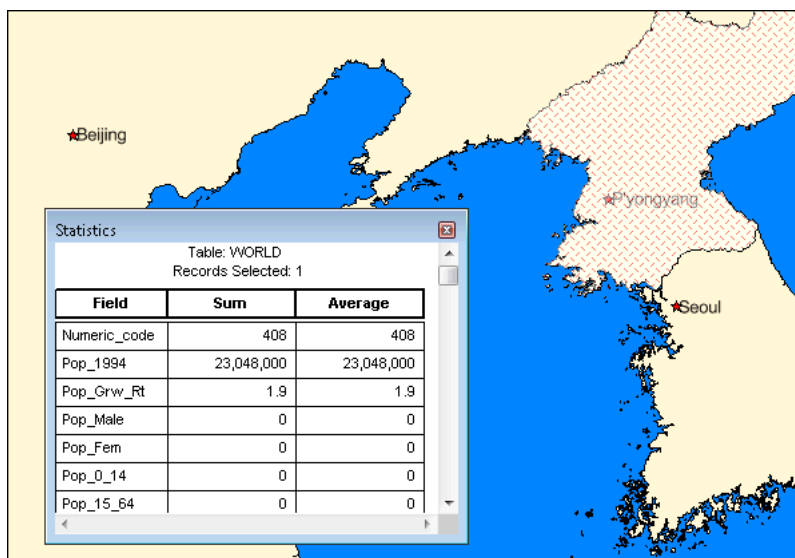 Beijing
P'yongyang
Seoul
Statistics
Table: WORLD
Records Selected: 1
Field Sum Average
Numeric_code 408 408
Pop_1994 23,048,000 23,048,000
Pop_Grw_Rt 1.9 1.9
Pop_Male 0 0
Pop_Fem 0 0
Pop_0_14 0 0
Pop_15_64 0 0